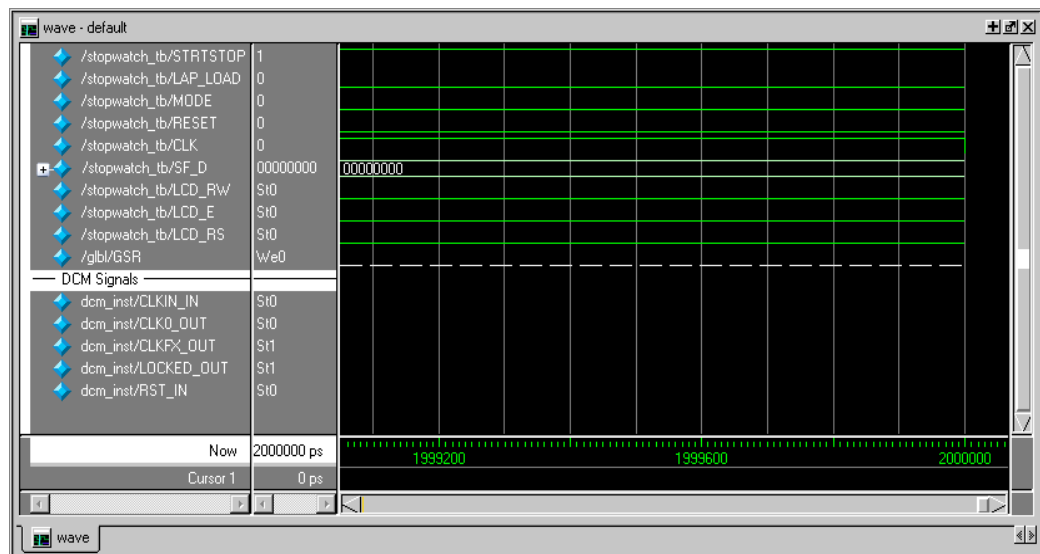 wave - default
/stopwatch_tb/STRTSTOP 1
/stopwatch_tb/LAP_LOAD 0
/stopwatch_tb/MODE 0
/stopwatch_tb/RESET 0
/stopwatch_tb/CLK 0
/stopwatch_tb/SF_D 00000000 00000000
/stopwatch_tb/LCD_RW St0
/stopwatch_tb/LCD_E St0
/stopwatch_tb/LCD_RS St0
/glbl/GSR We0
DCM Signals
dcm_inst/CLKIN_IN St0
dcm_inst/CLK0_OUT St0
dcm_inst/CLKFX_OUT St1
dcm_inst/LOCKED_OUT St1
dcm_inst/RST_IN St0
Now 2000000 ps 1999200 1999600 2000000
Cursor 1 0 ps
wave